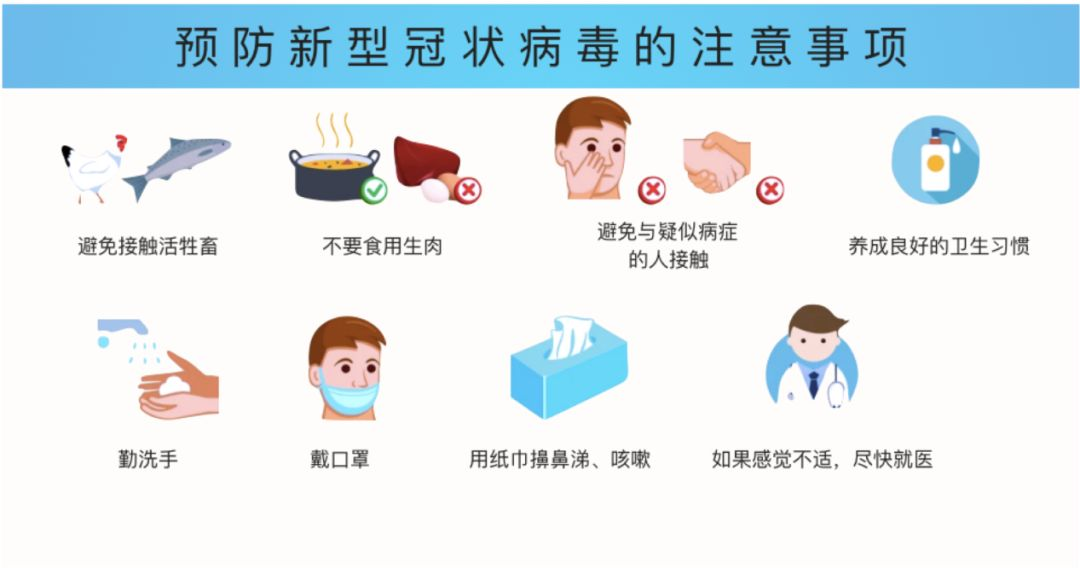 预防新型冠状病毒的注意事项
避免接触活牲畜
不要食用生肉
避免与疑似病症
的人接触
养成良好的卫生习惯
勤洗手
戴口罩
用纸巾擤鼻涕、咳嗽
如果感觉不适，尽快就医